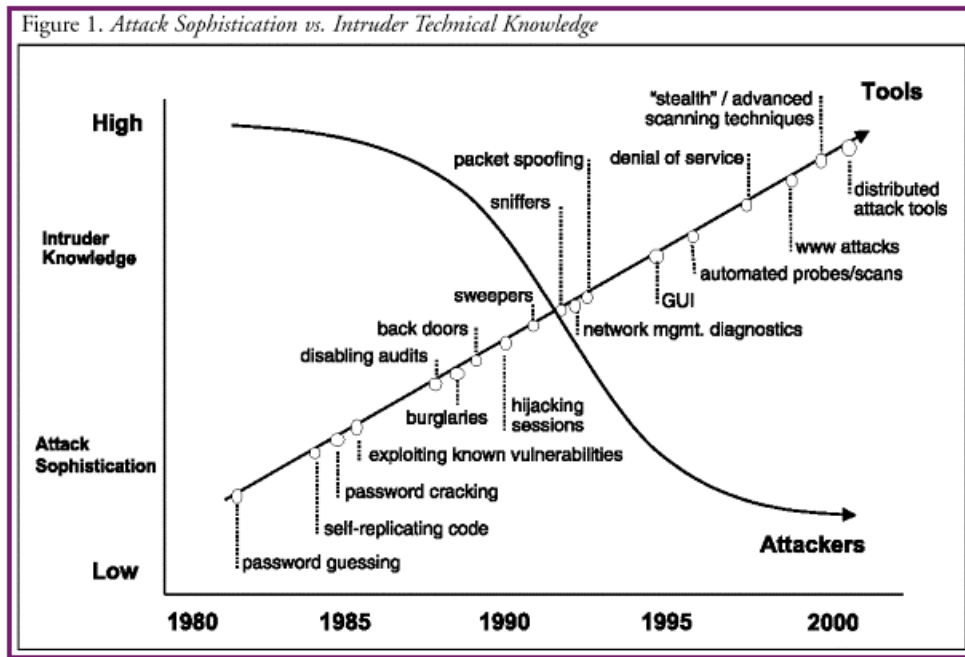 Figure 1. Attack Sophistication vs. Intruder Technical Knowledge
High
Intruder
Knowledge
Attack
Sophistication
Low
"stealth" / advanced
scanning techniques
Tools
packet spoofing
denial of service
sniffers
distributed
attack tools
www attacks
automated probes/scans
sweepers
GUI
back doors
network mgmt. diagnostics
disabling audits
burglaries
hijacking
sessions
exploiting known vulnerabilities
password cracking
self-replicating code
password guessing
Attackers
1980
1985
1990
1995
2000